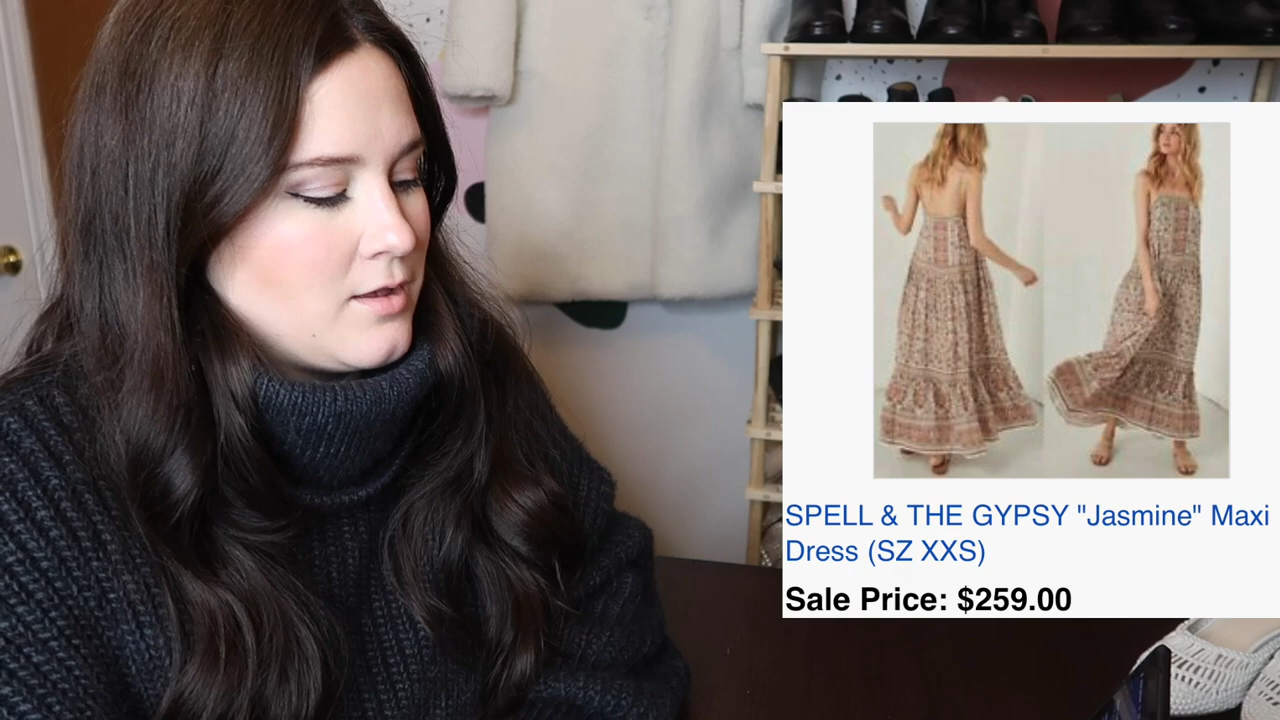 SPELL & THE GYPSY "Jasmine" Maxi
Dress (SZ XXS)
Sale Price: $259.00